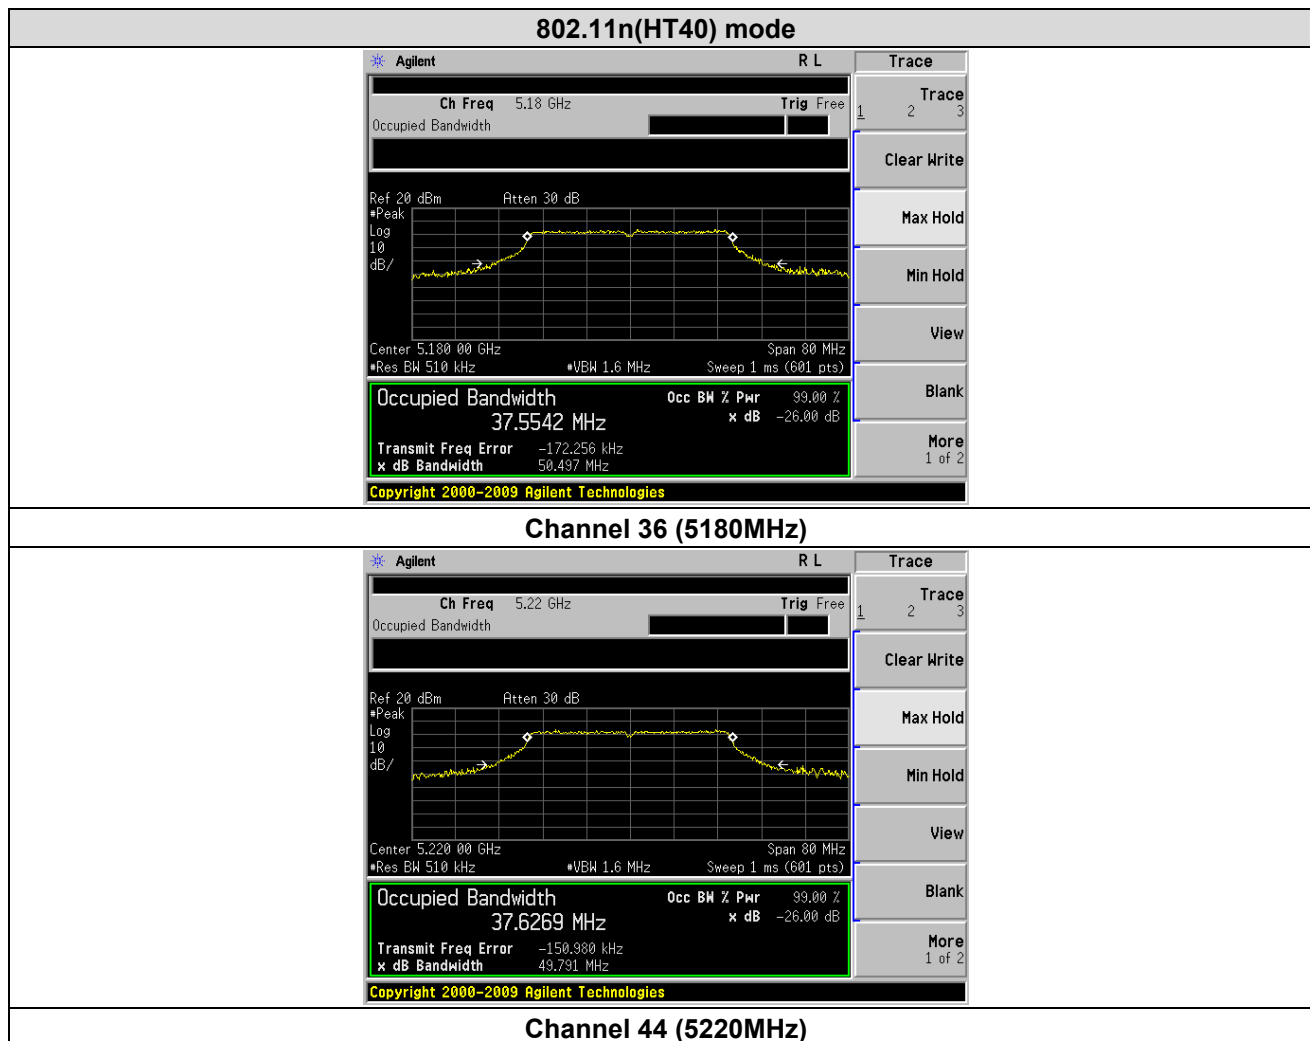 802.11n(HT40) mode
Agilent R L Trace
Ch Freq 5.18 GHz Trig Free
Occupied Bandwidth
Trace
1 2 3
Clear Write
Max Hold
Min Hold
View
Blank
More
1 of 2
Ref 20 dBm Atten 30 dB
#Peak
Log
10
dB/
Center 5.180 00 GHz Span 80 MHz
#Res BW 510 kHz #VBW 1.6 MHz Sweep 1 ms (601 pts)
Occupied Bandwidth Occ BW % Pwr 99.00 %
37.5542 MHz x dB -26.00 dB
Transmit Freq Error -172.256 kHz
x dB Bandwidth 50.497 MHz
Copyright 2000-2009 Agilent Technologies
Channel 36 (5180MHz)
Agilent R L Trace
Ch Freq 5.22 GHz Trig Free
Occupied Bandwidth
Trace
1 2 3
Clear Write
Max Hold
Min Hold
View
Blank
More
1 of 2
Ref 20 dBm Atten 30 dB
#Peak
Log
10
dB/
Center 5.220 00 GHz Span 80 MHz
#Res BW 510 kHz #VBW 1.6 MHz Sweep 1 ms (601 pts)
Occupied Bandwidth Occ BW % Pwr 99.00 %
37.6269 MHz x dB -26.00 dB
Transmit Freq Error -150.980 kHz
x dB Bandwidth 49.791 MHz
Copyright 2000-2009 Agilent Technologies
Channel 44 (5220MHz)